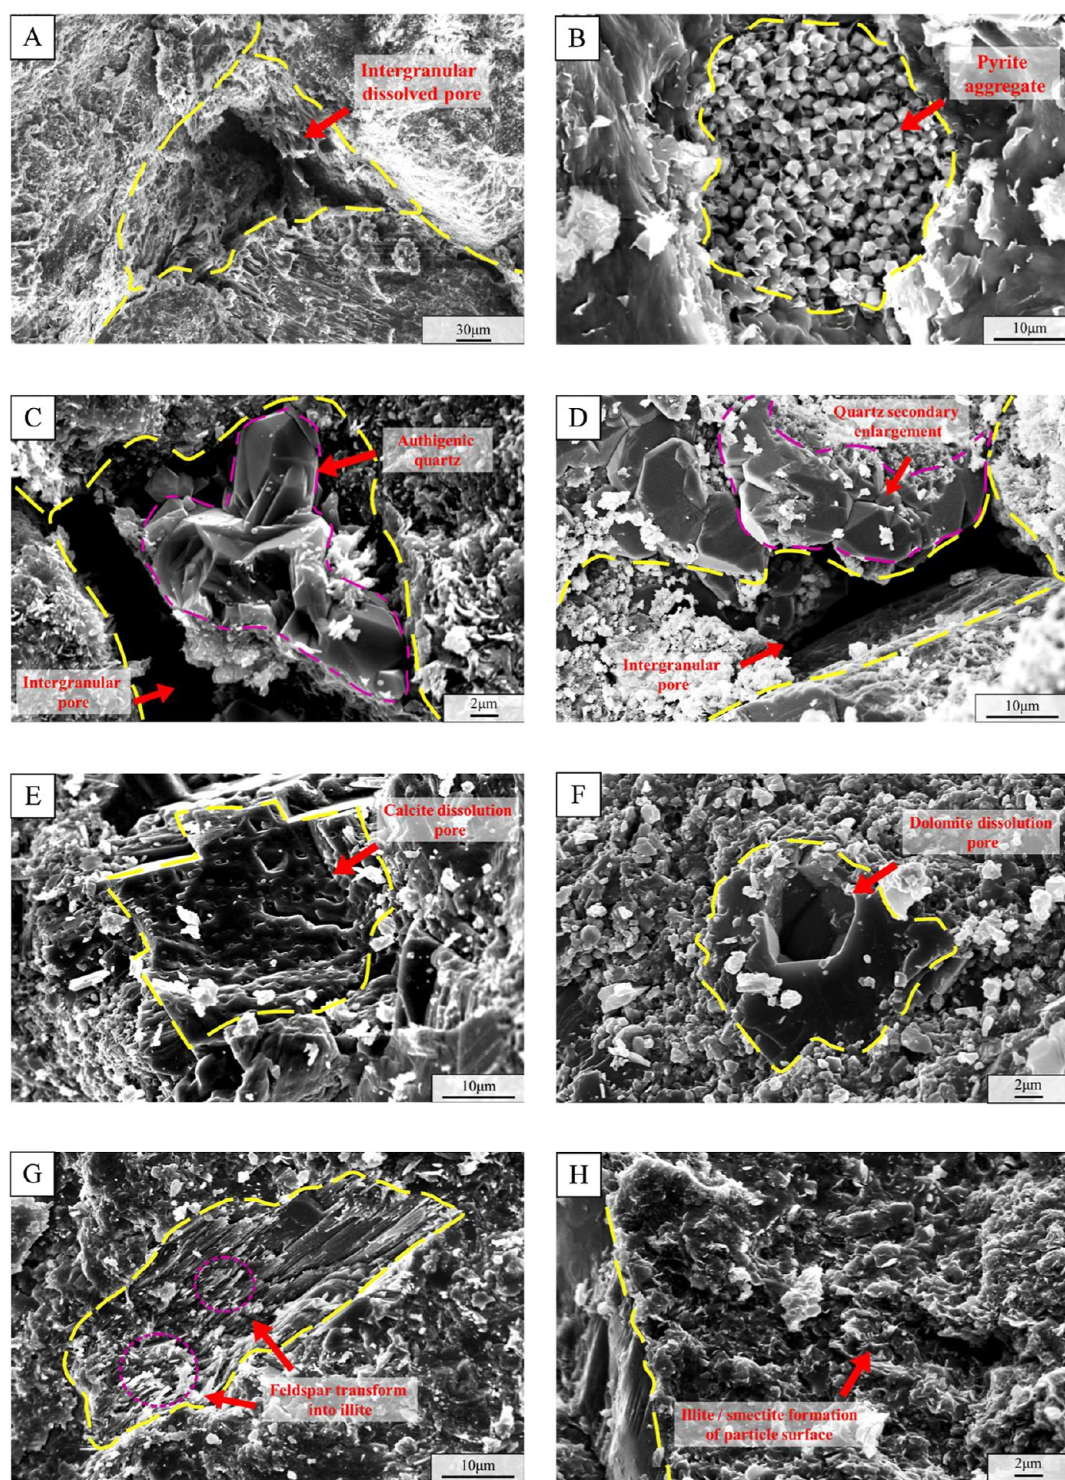 A
Intergranular
dissolved pore
30μm
B
Pyrite
aggregate
10μm
C
Authigenic
quartz
Intergranular
pore
2μm
D
Quartz secondary
enlargement
Intergranular
pore
10μm
E
Calcite dissolution
pore
10μm
F
Dolomite dissolution
pore
2μm
G
Feldspar transform
into illite
10μm
H
Illite / smectite formation
of particle surface
2μm